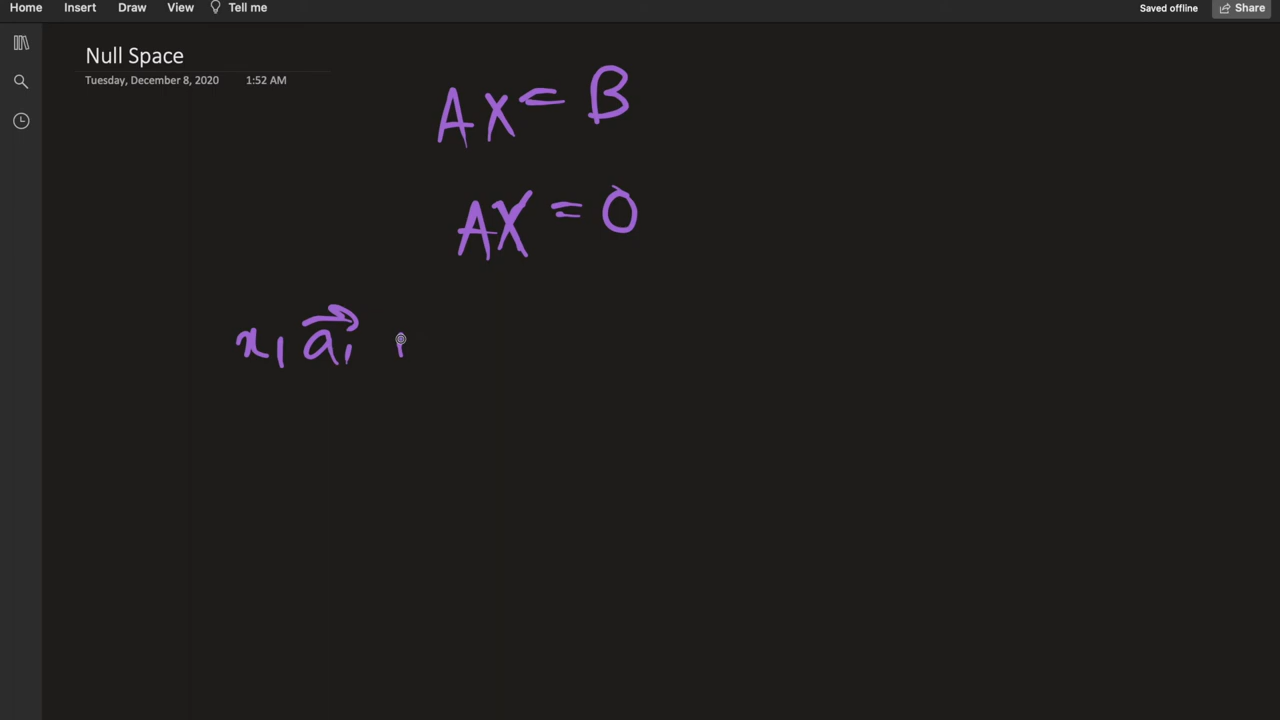 Home Insert Draw View Tell me Saved offline Share
Null Space
Tuesday, December 8, 2020 1:52 AM
AX = B
AX = 0
x₁ a⃗₁